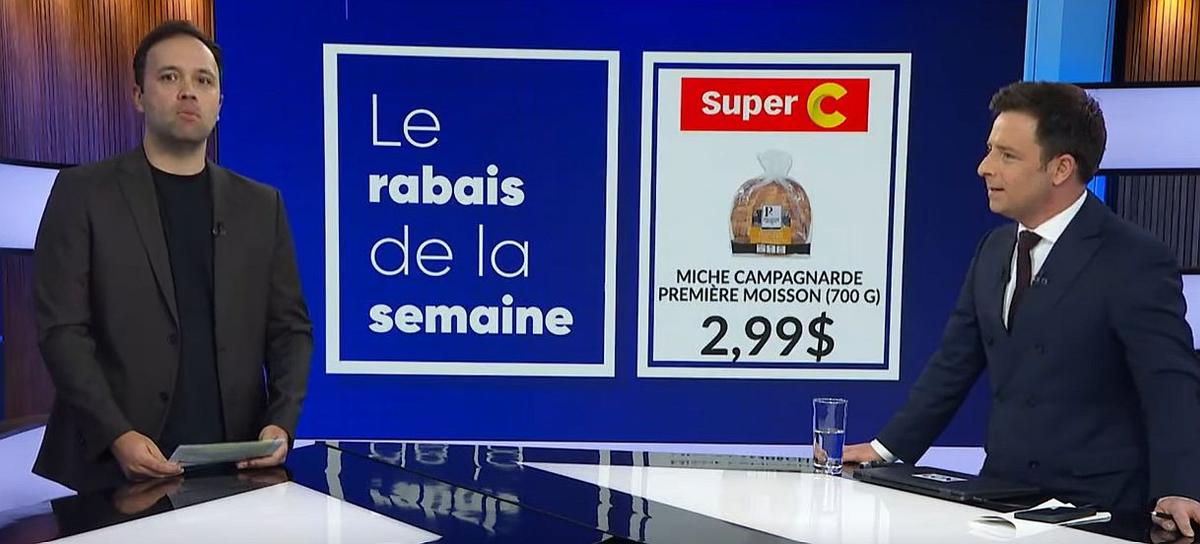 Le
rabais
de la
semaine
Super C
MICHE CAMPAGNARDE
PREMIÈRE MOISSON (700 G)
2,99$